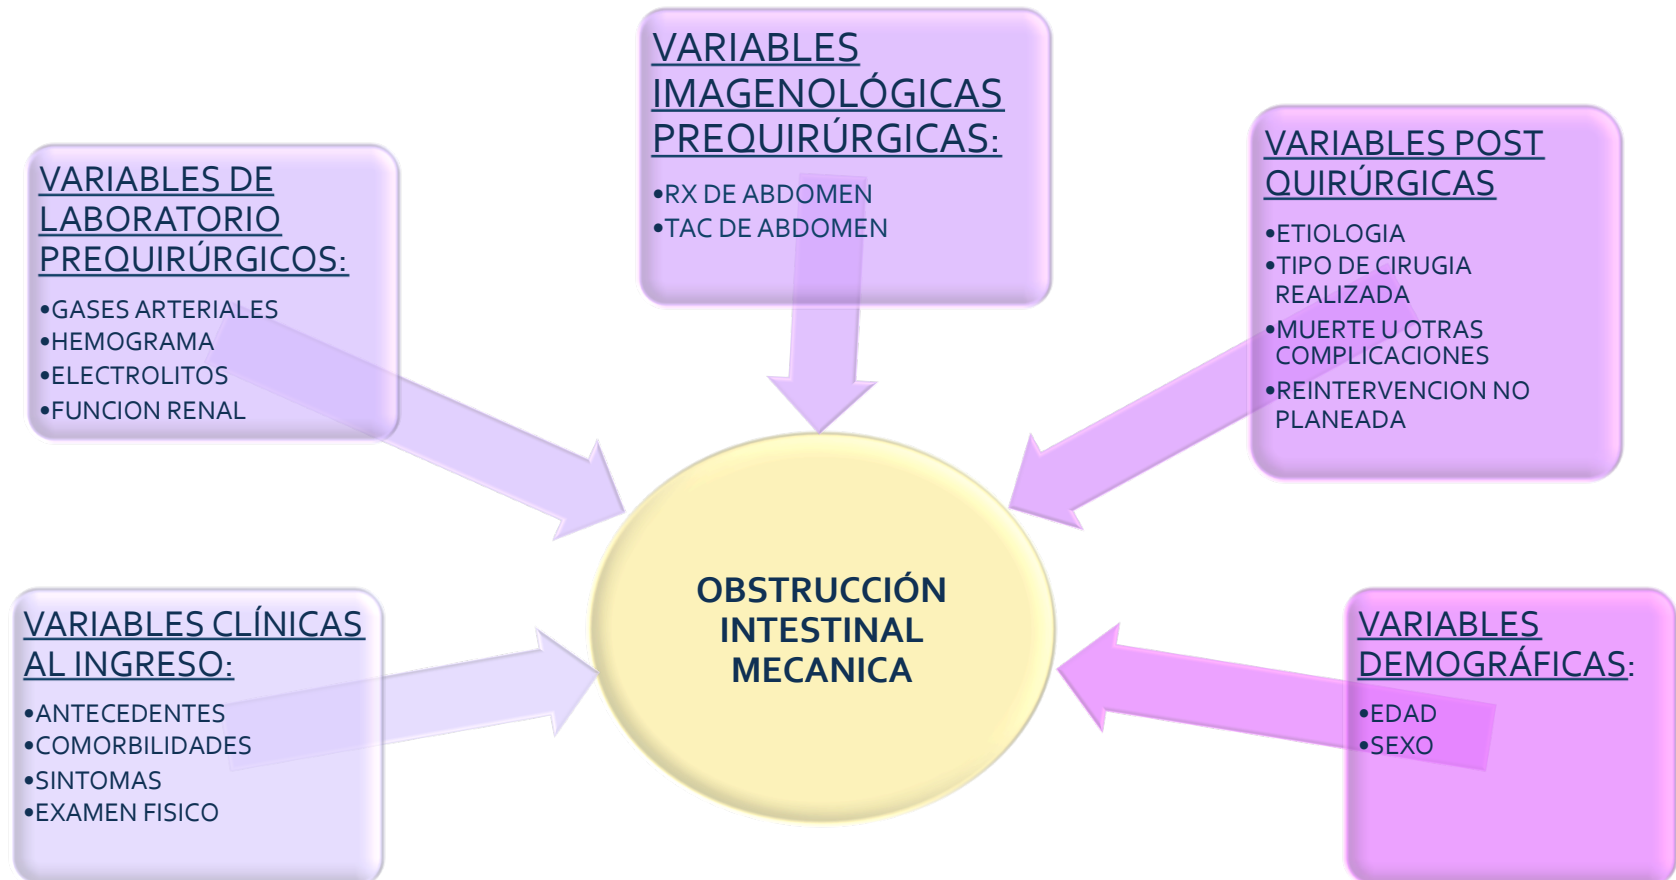 VARIABLES
IMAGENOLÓGICAS
PREQUIRÚRGICAS:
•RX DE ABDOMEN
•TAC DE ABDOMEN
VARIABLES DE
LABORATORIO
PREQUIRÚRGICOS:
•GASES ARTERIALES
•HEMOGRAMA
•ELECTROLITOS
•FUNCION RENAL
VARIABLES POST
QUIRÚRGICAS
•ETIOLOGIA
•TIPO DE CIRUGIA
REALIZADA
•MUERTE U OTRAS
COMPLICACIONES
•REINTERVENCION NO
PLANEADA
OBSTRUCCIÓN
INTESTINAL
MECANICA
VARIABLES CLÍNICAS
AL INGRESO:
•ANTECEDENTES
•COMORBILIDADES
•SINTOMAS
•EXAMEN FISICO
VARIABLES
DEMOGRÁFICAS:
•EDAD
•SEXO